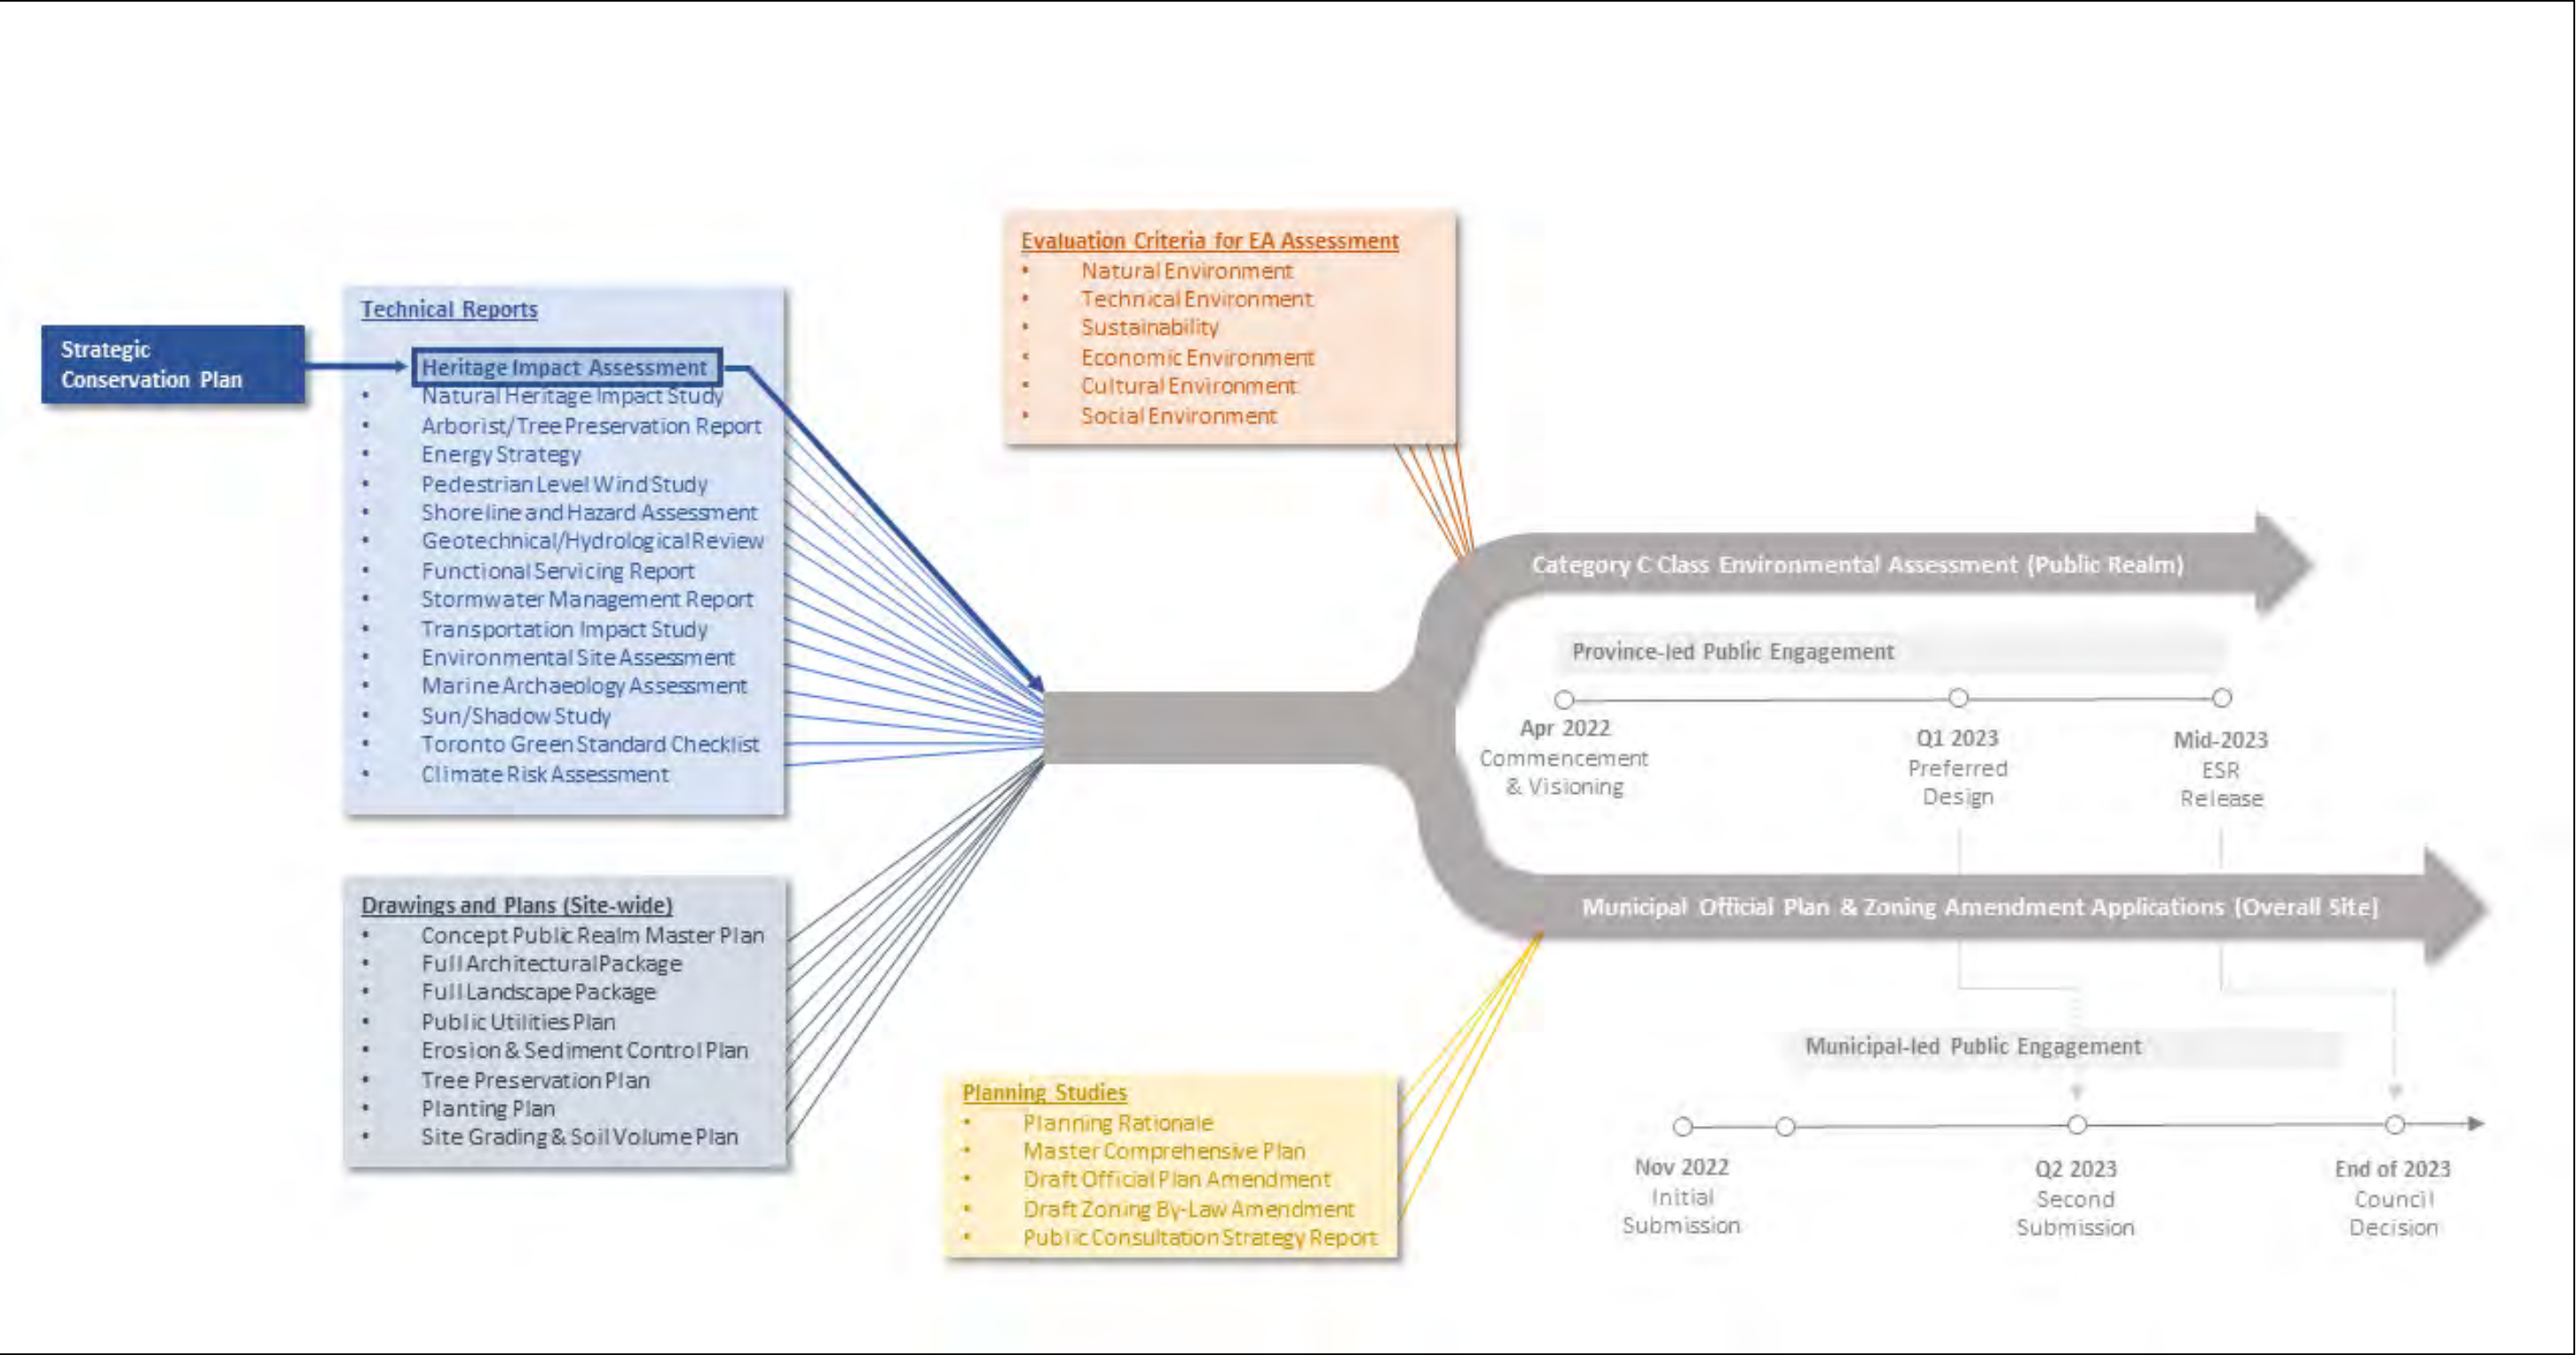 Strategic
Conservation Plan
Technical Reports
Heritage Impact Assessment
• Natural Heritage Impact Study
• Arborist/Tree Preservation Report
• Energy Strategy
• Pedestrian Level Wind Study
• Shoreline and Hazard Assessment
• Geotechnical/Hydrological Review
• Functional Servicing Report
• Stormwater Management Report
• Transportation Impact Study
• Environmental Site Assessment
• Marine Archaeology Assessment
• Sun/Shadow Study
• Toronto Green Standard Checklist
• Climate Risk Assessment
Drawings and Plans (Site-wide)
• Concept Public Realm Master Plan
• Full Architectural Package
• Full Landscape Package
• Public Utilities Plan
• Erosion & Sediment Control Plan
• Tree Preservation Plan
• Planting Plan
• Site Grading & Soil Volume Plan
Evaluation Criteria for EA Assessment
• Natural Environment
• Technical Environment
• Sustainability
• Economic Environment
• Cultural Environment
• Social Environment
Planning Studies
• Planning Rationale
• Master Comprehensive Plan
• Draft Official Plan Amendment
• Draft Zoning By-Law Amendment
• Public Consultation Strategy Report
Category C Class Environmental Assessment (Public Realm)
Province-led Public Engagement
Apr 2022
Commencement
& Visioning
Q1 2023
Preferred
Design
Mid-2023
ESR
Release
Municipal Official Plan & Zoning Amendment Applications (Overall Site)
Municipal-led Public Engagement
Nov 2022
Initial
Submission
Q2 2023
Second
Submission
End of 2023
Council
Decision